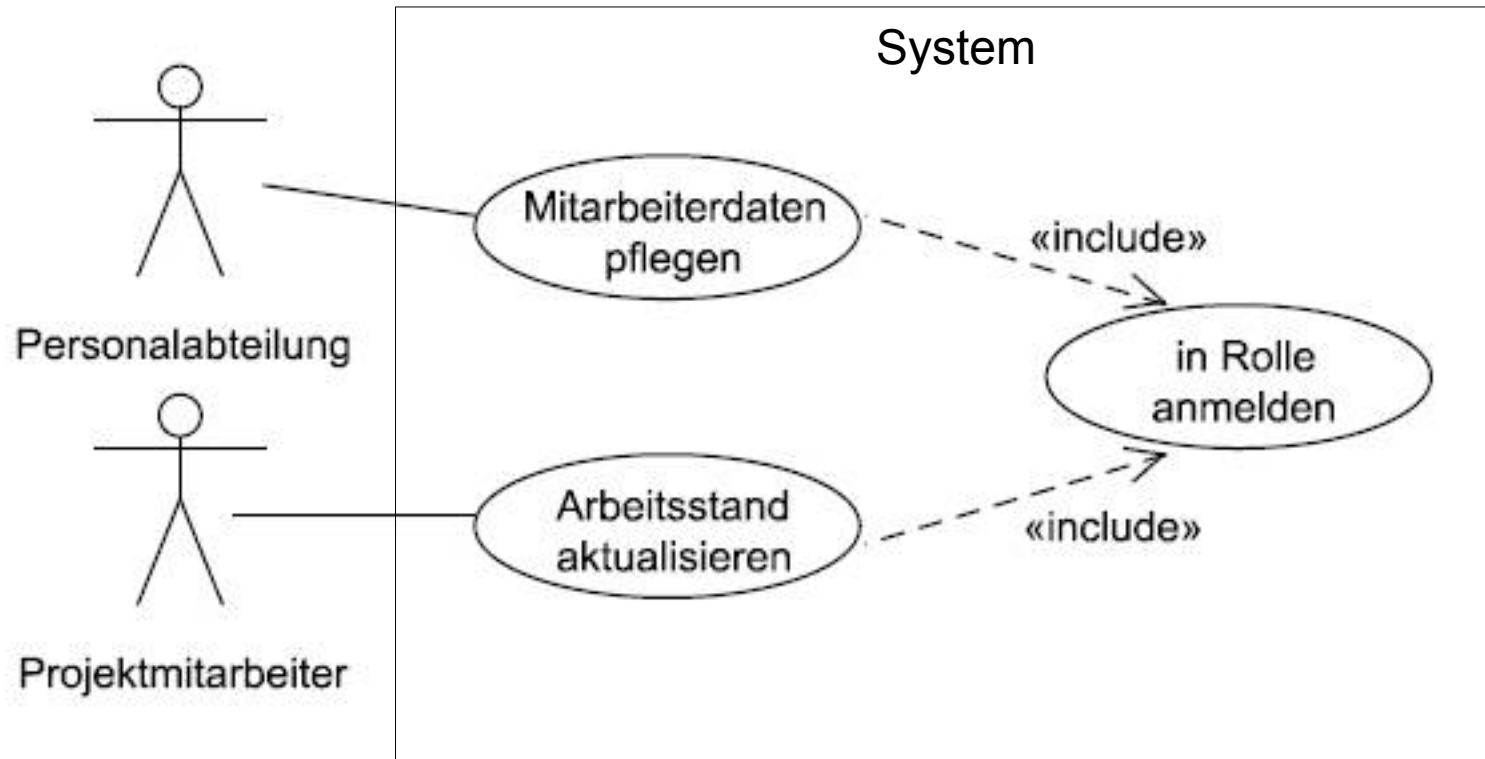 System
Mitarbeiterdaten
pflegen
«include»
Personalabteilung
in Rolle
anmelden
Arbeitsstand
aktualisieren
«include»
Projektmitarbeiter